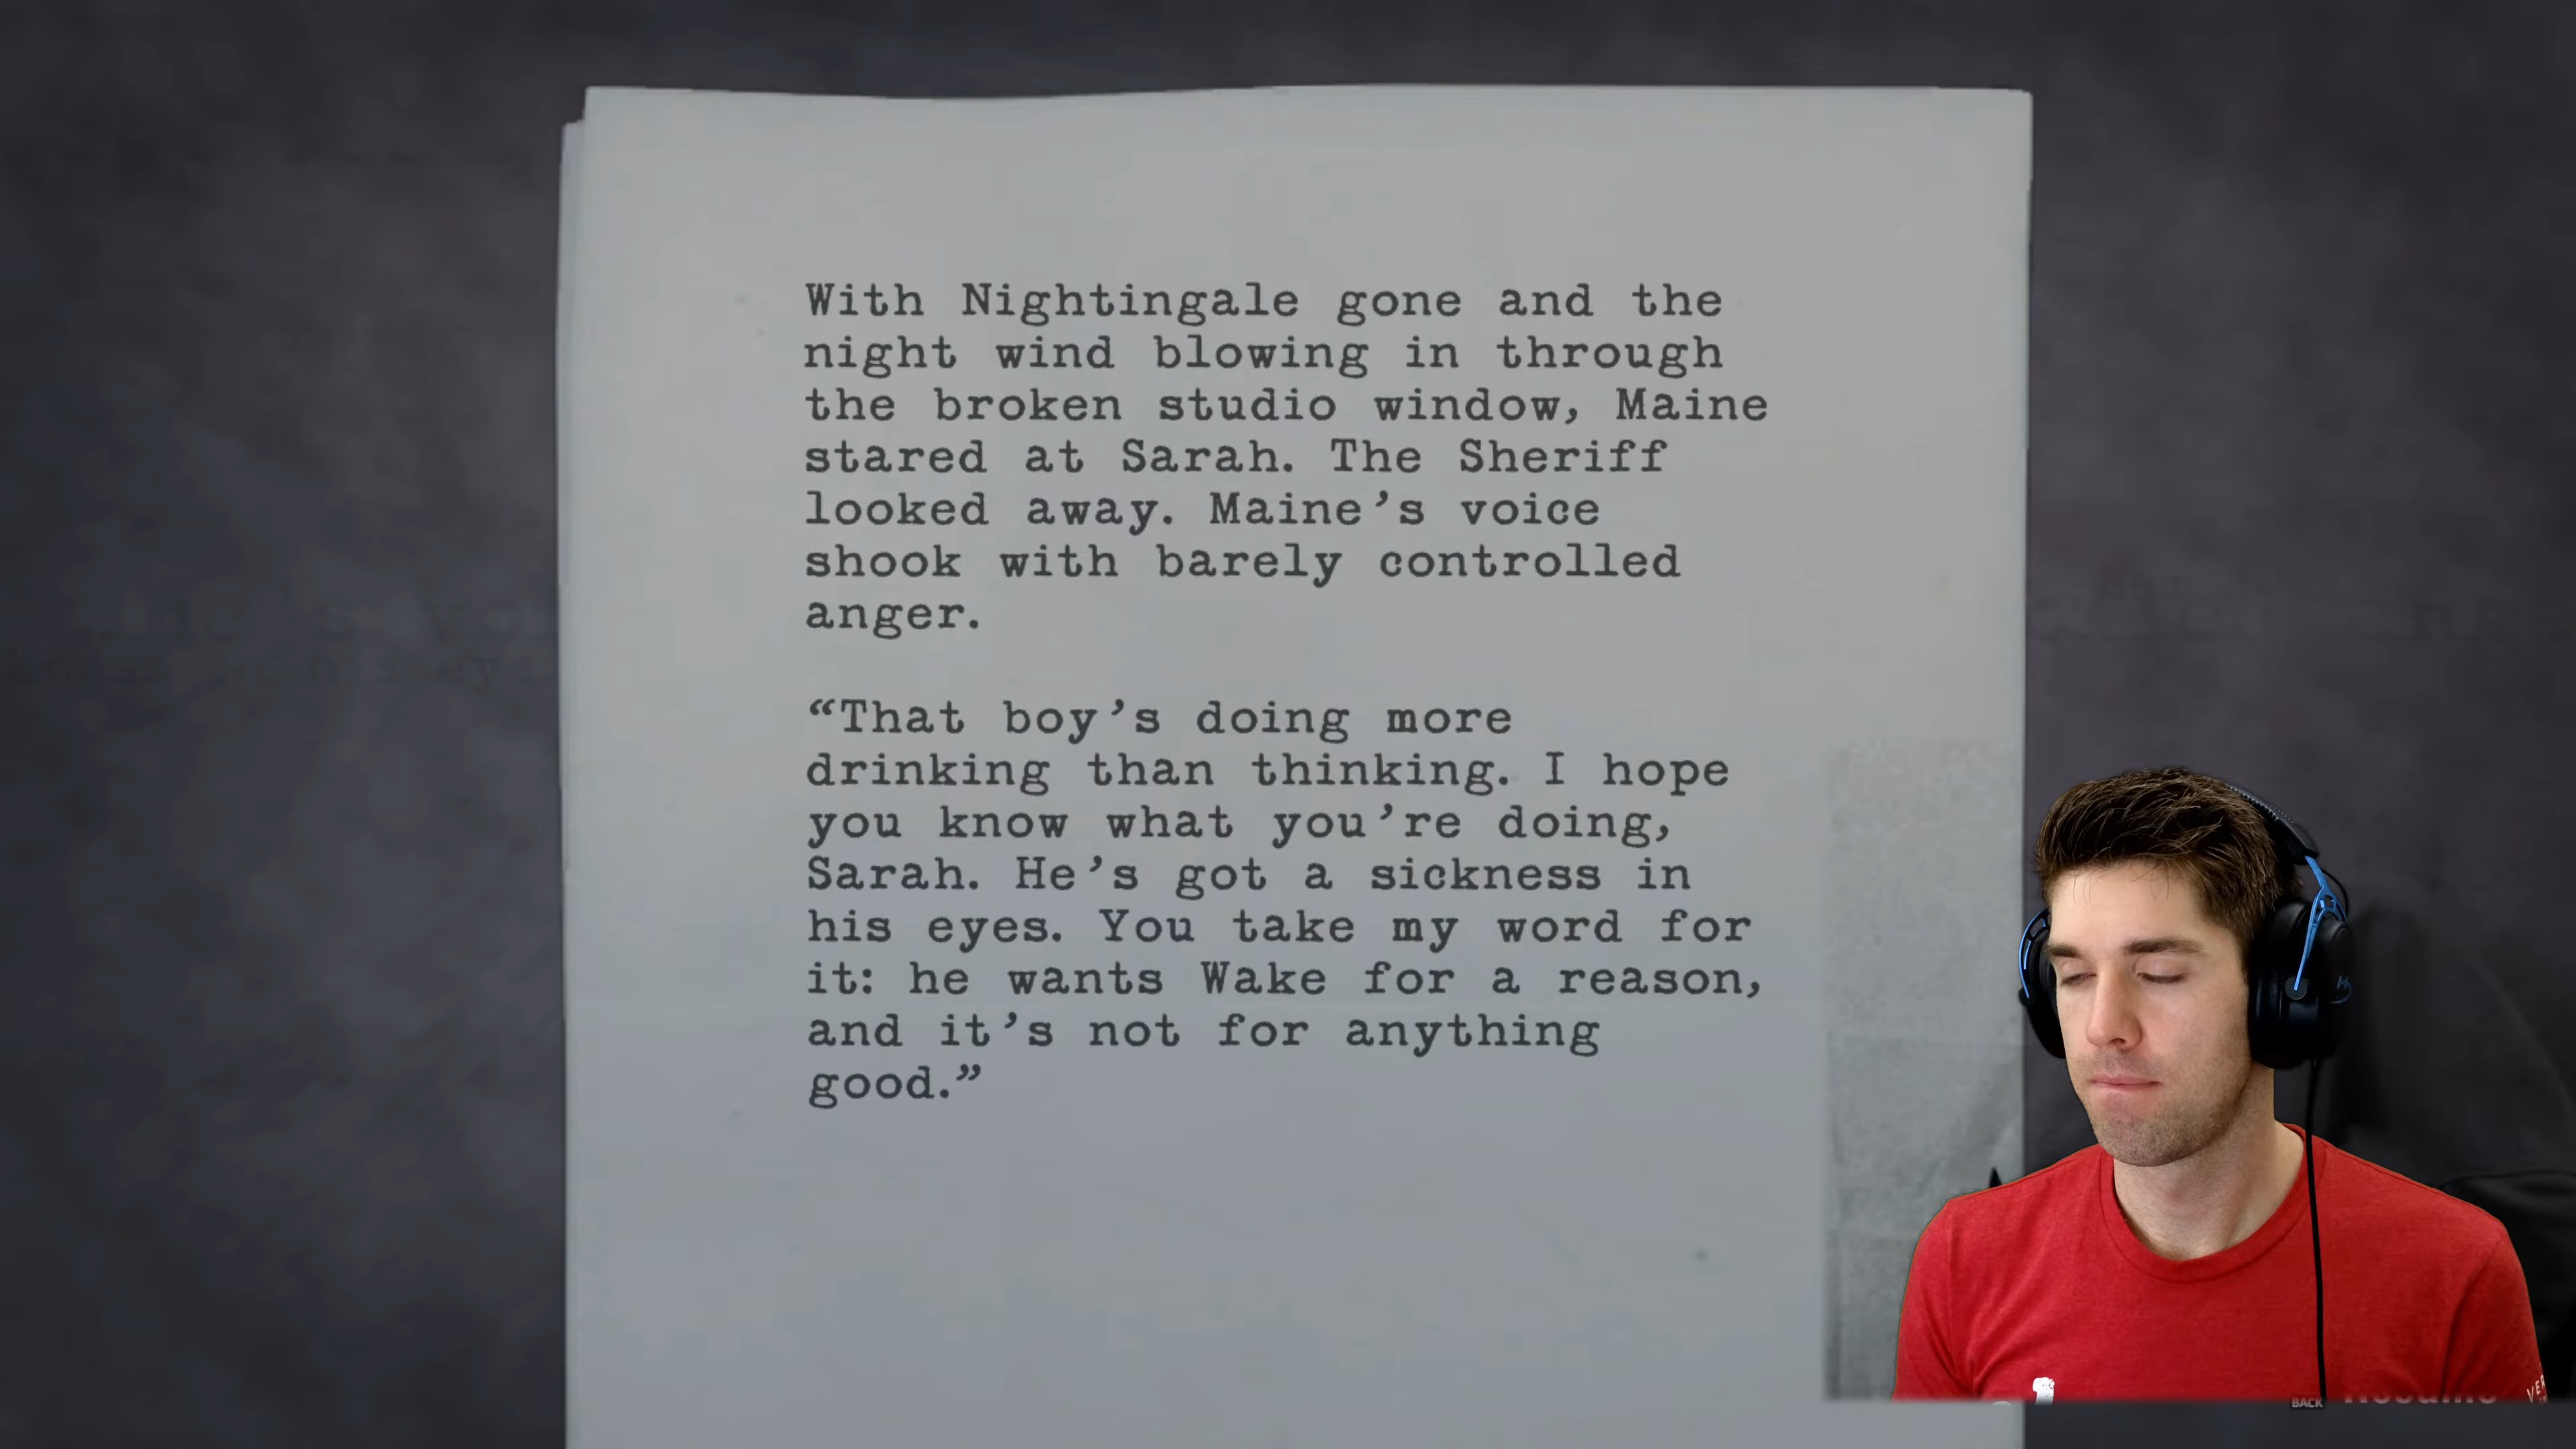 With Nightingale gone and the
night wind blowing in through
the broken studio window, Maine
stared at Sarah. The Sheriff
looked away. Maine’s voice
shook with barely controlled
anger.
“That boy’s doing more
drinking than thinking. I hope
you know what you’re doing,
Sarah. He’s got a sickness in
his eyes. You take my word for
it: he wants Wake for a reason,
and it’s not for anything
good.”
BACK